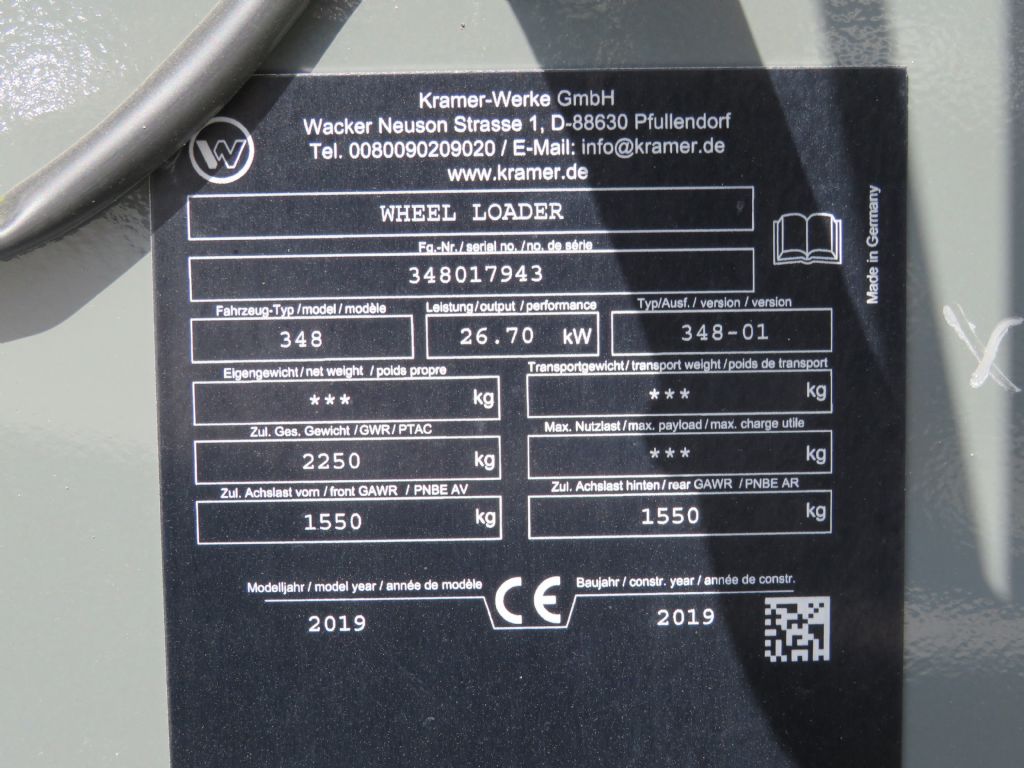 Kramer-Werke GmbH
Wacker Neuson Strasse 1, D-88630 Pfullendorf
Tel. 0080090209020 / E-Mail: info@kramer.de
www.kramer.de
WHEEL LOADER
Made in Germany
Fg.-Nr. / serial no. / no. de série
348017943
Fahrzeug-Typ / model / modèle Leistung / output / performance Typ/Ausf. / version / version
348 26.70 kW 348-01
Eigengewicht / net weight / poids propre Transportgewicht / transport weight / poids de transport
*** kg *** kg
Zul. Ges. Gewicht / GWR / PTAC Max. Nutzlast / max. payload / max. charge utile
2250 kg *** kg
Zul. Achslast vorn / front GAWR / PNBE AV Zul. Achslast hinten / rear GAWR / PNBE AR
1550 kg 1550 kg
Modelljahr / model year / année de modèle CE Baujahr / constr. year / année de constr.
2019 2019
X